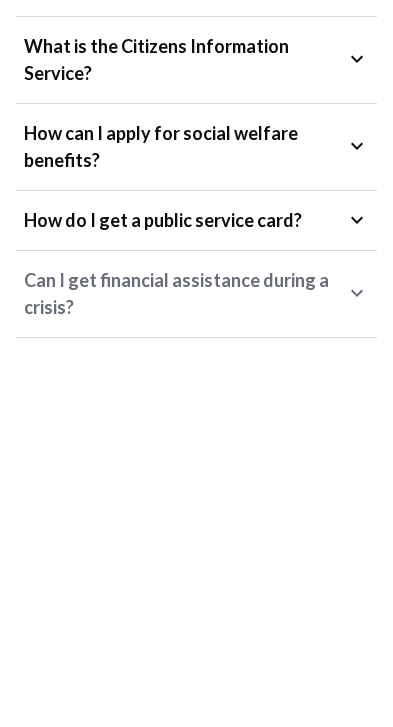 What is the Citizens Information
Service?
How can I apply for social welfare
benefits?
How do I get a public service card?
Can I get financial assistance during a
crisis?